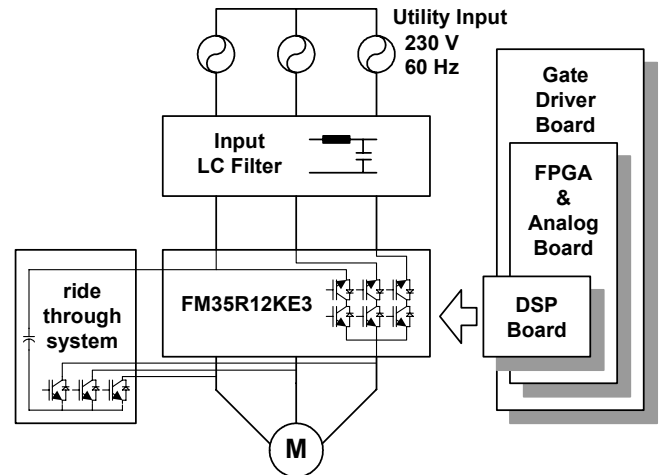 Utility Input
230 V
60 Hz
Input
LC Filter
FM35R12KE3
ride
through
system
M
Gate
Driver
Board
FPGA
&
Analog
Board
DSP
Board